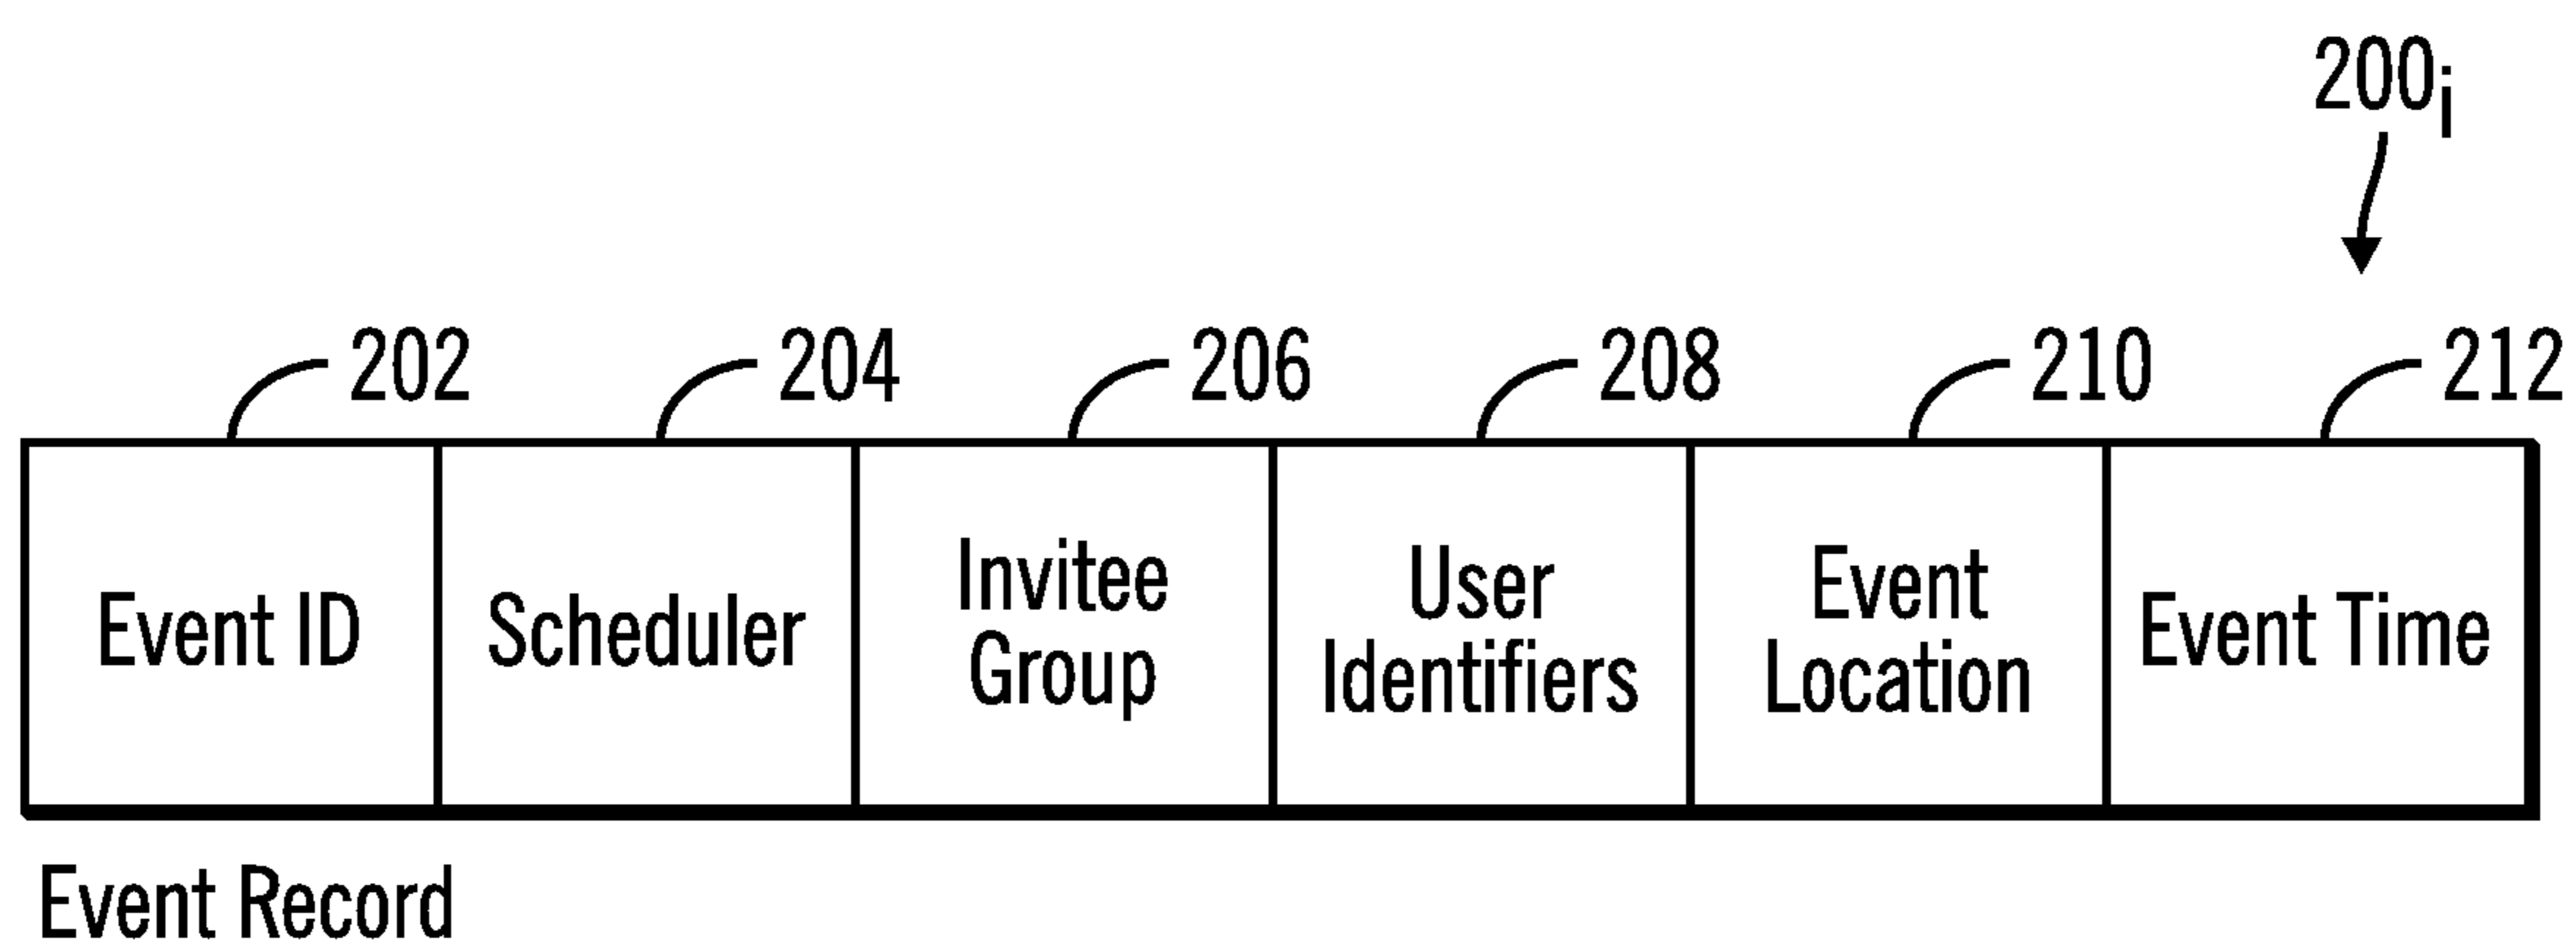 200i
202 204 206 208 210 212
Event ID
Scheduler
Invitee
Group
User
Identifiers
Event
Location
Event Time
Event Record